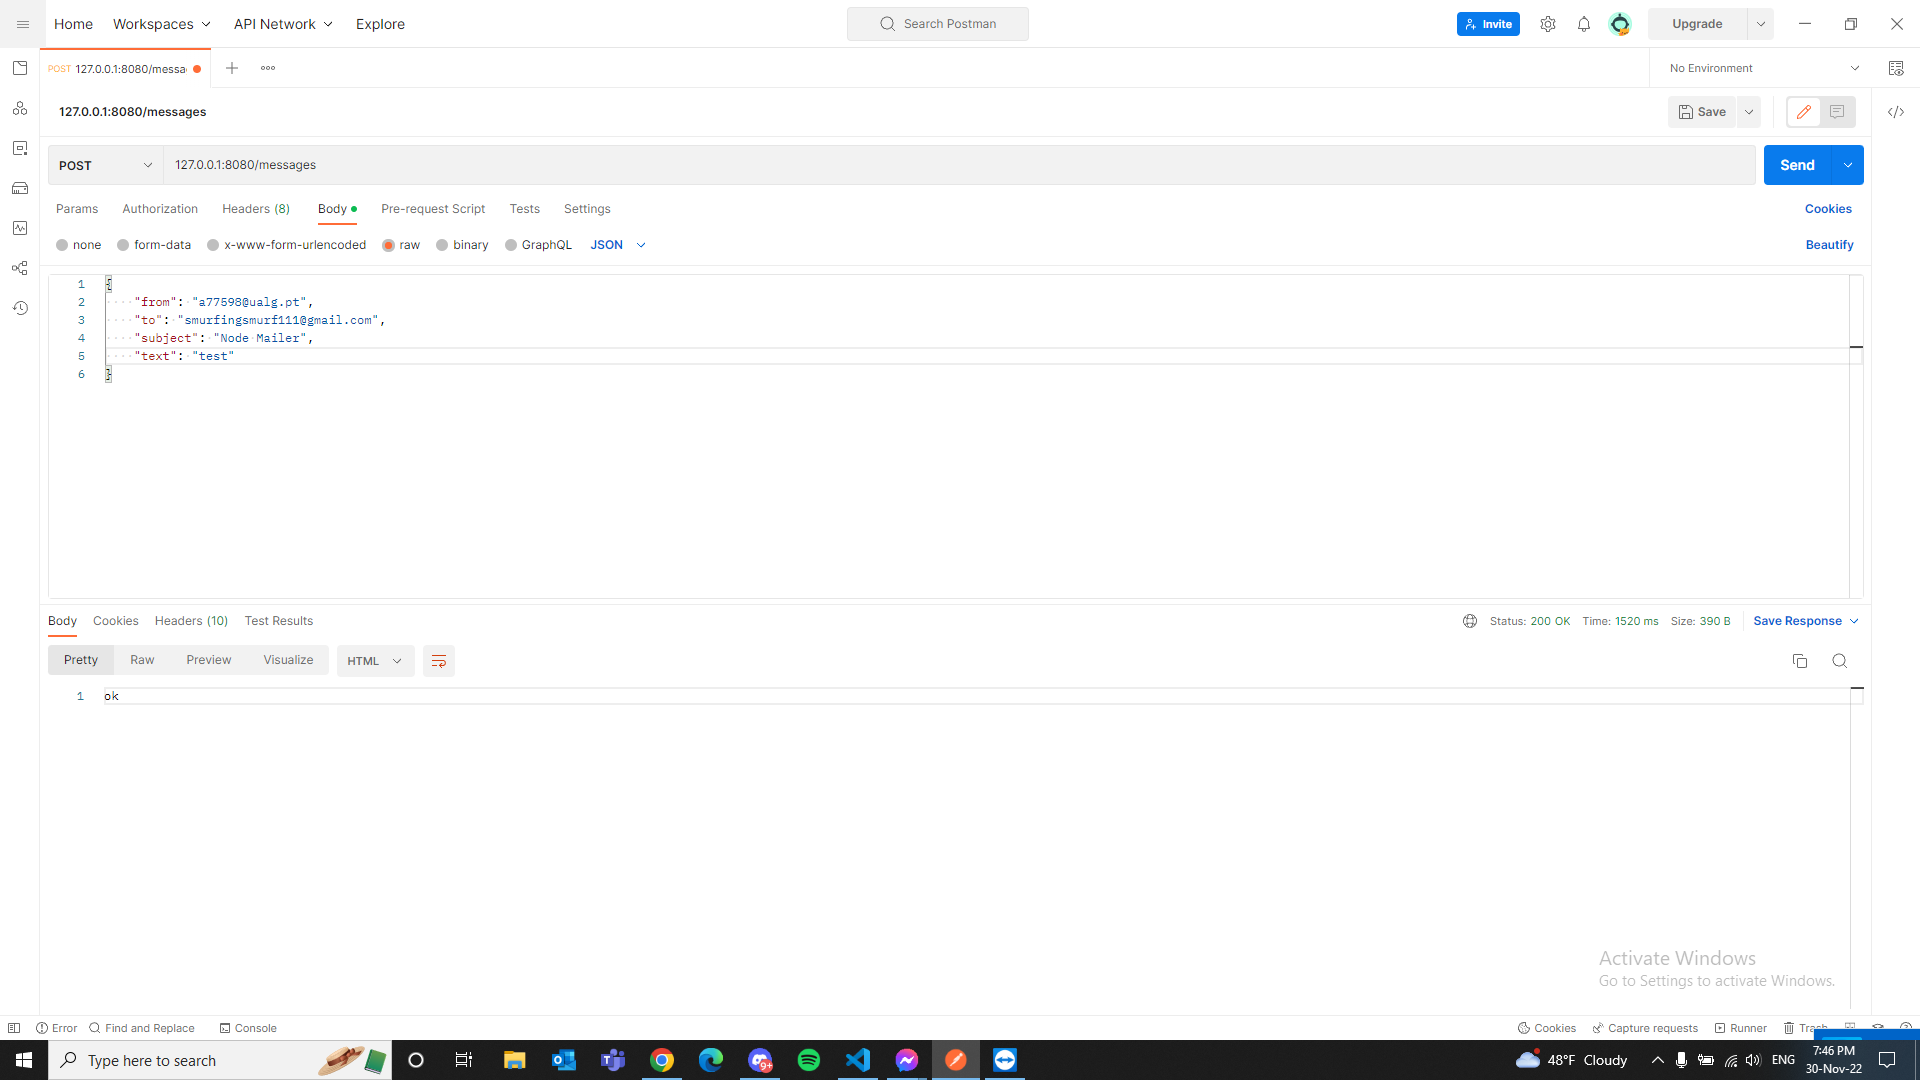 Home Workspaces API Network Explore Search Postman Invite Upgrade
POST 127.0.0.1:8080/messa No Environment
127.0.0.1:8080/messages Save
POST 127.0.0.1:8080/messages Send
Params Authorization Headers (8) Body Pre-request Script Tests Settings Cookies
none form-data x-www-form-urlencoded raw binary GraphQL JSON Beautify
1 {
2 "from": "a77598@ualg.pt",
3 "to": "smurfingsmurf111@gmail.com",
4 "subject": "Node Mailer",
5 "text": "test"
6 }
Body Cookies Headers (10) Test Results Status: 200 OK Time: 1520 ms Size: 390 B Save Response
Pretty Raw Preview Visualize HTML
1 ok
Activate Windows
Go to Settings to activate Windows.
Error Find and Replace Console Cookies Capture requests Runner Trash
Type here to search 9+ 48°F Cloudy ENG 7:46 PM
30-Nov-22